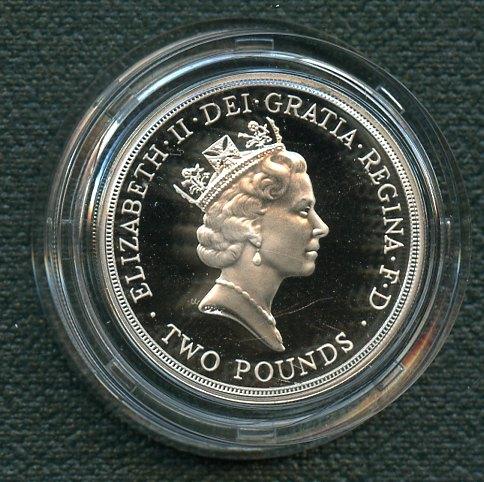 ELIZABETH · II · DEI · GRATIA · REGINA · F · D ·
TWO POUNDS ·